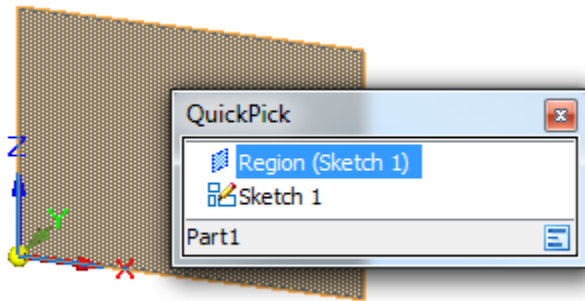 QuickPick
Region (Sketch 1)
Sketch 1
Part1
Z
Y
X